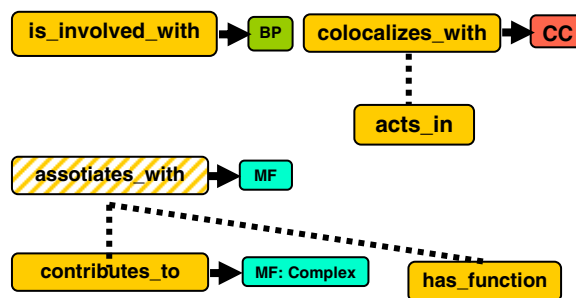 is_involved_with
BP
colocalizes_with
CC
acts_in
assotiates_with
MF
contributes_to
MF: Complex
has_function